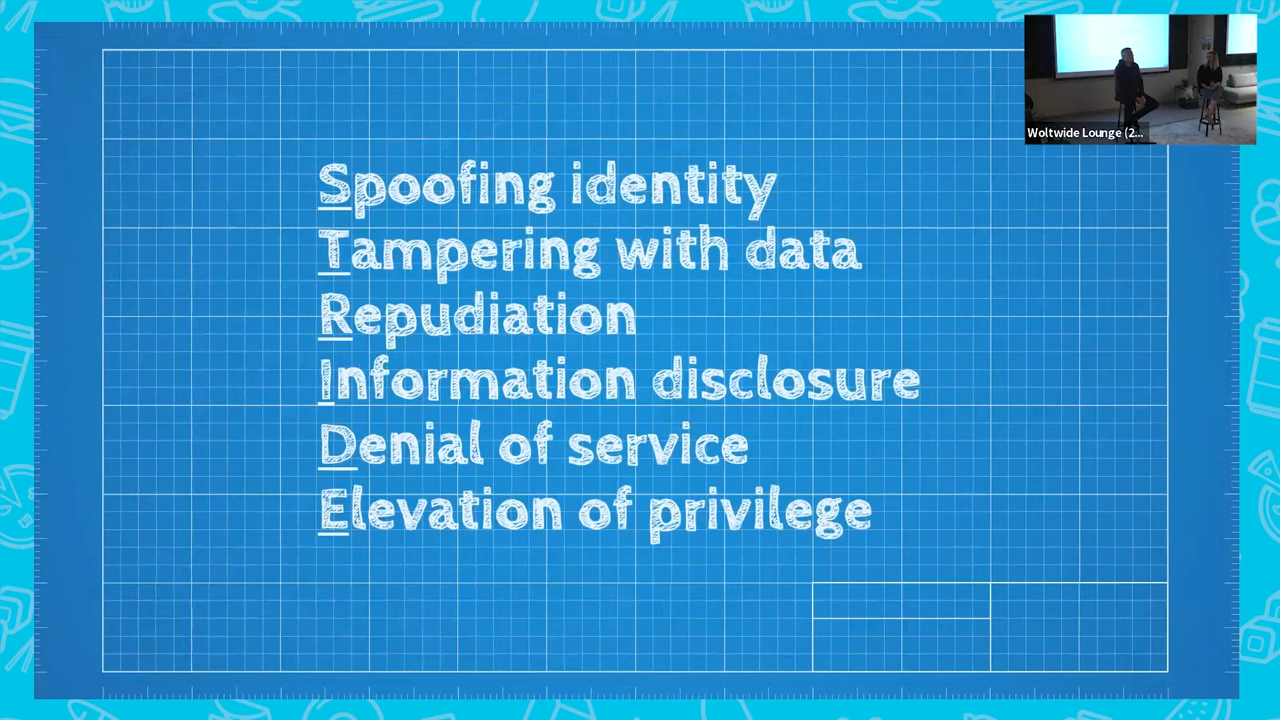 Woltwide Lounge (2...
Spoofing identity
Tampering with data
Repudiation
Information disclosure
Denial of service
Elevation of privilege